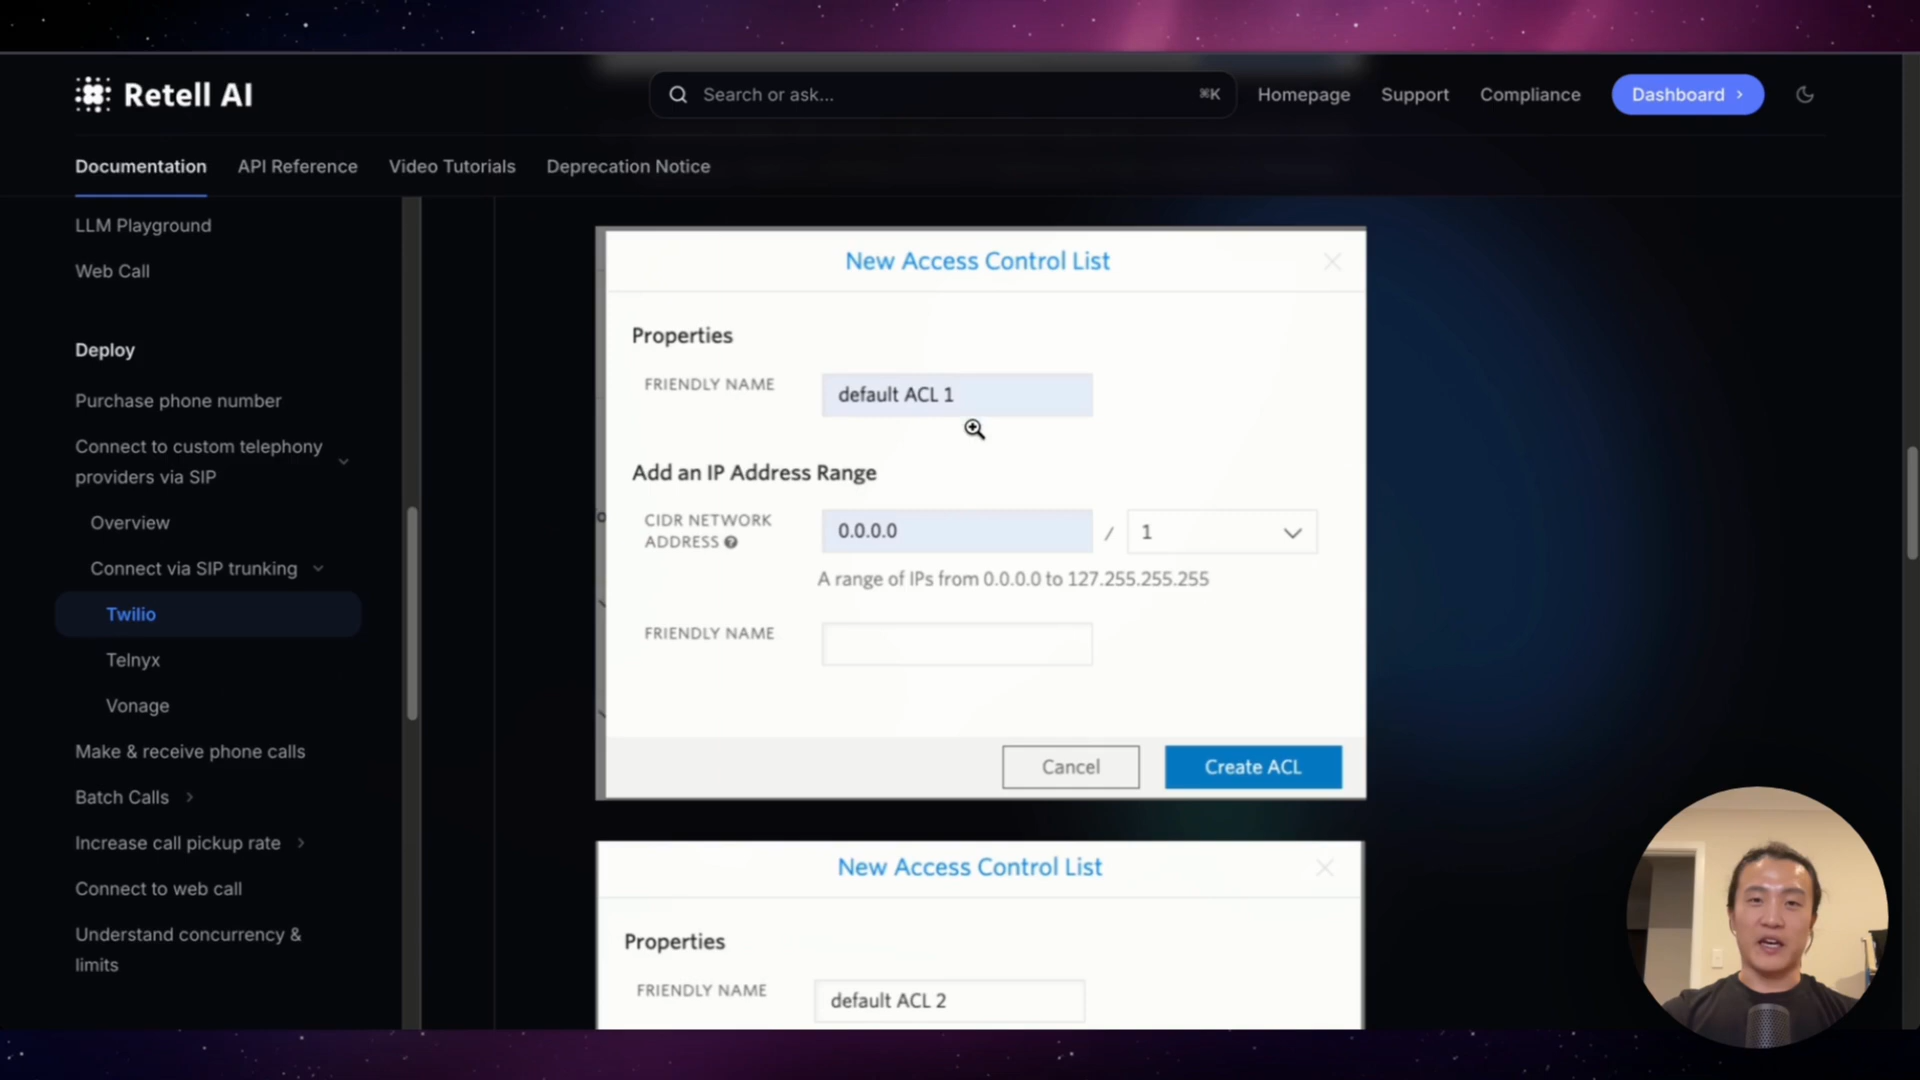 Retell AI
Search or ask...
⌘K
Homepage
Support
Compliance
Dashboard
Documentation
API Reference
Video Tutorials
Deprecation Notice
LLM Playground
Web Call
Deploy
Purchase phone number
Connect to custom telephony
providers via SIP
Overview
Connect via SIP trunking
Twilio
Telnyx
Vonage
Make & receive phone calls
Batch Calls
Increase call pickup rate
Connect to web call
Understand concurrency &
limits
New Access Control List
Properties
FRIENDLY NAME
default ACL 1
Add an IP Address Range
CIDR NETWORK
ADDRESS
0.0.0.0
/
1
A range of IPs from 0.0.0.0 to 127.255.255.255
FRIENDLY NAME
Cancel
Create ACL
New Access Control List
Properties
FRIENDLY NAME
default ACL 2